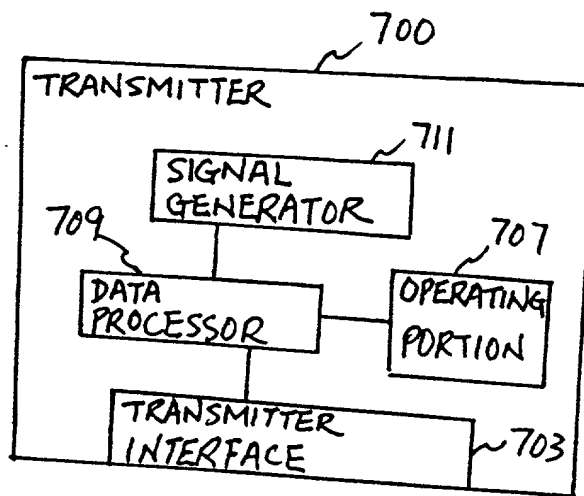 700
TRANSMITTER
711
SIGNAL
GENERATOR
709
707
DATA
PROCESSOR
OPERATING
PORTION
TRANSMITTER
INTERFACE
703